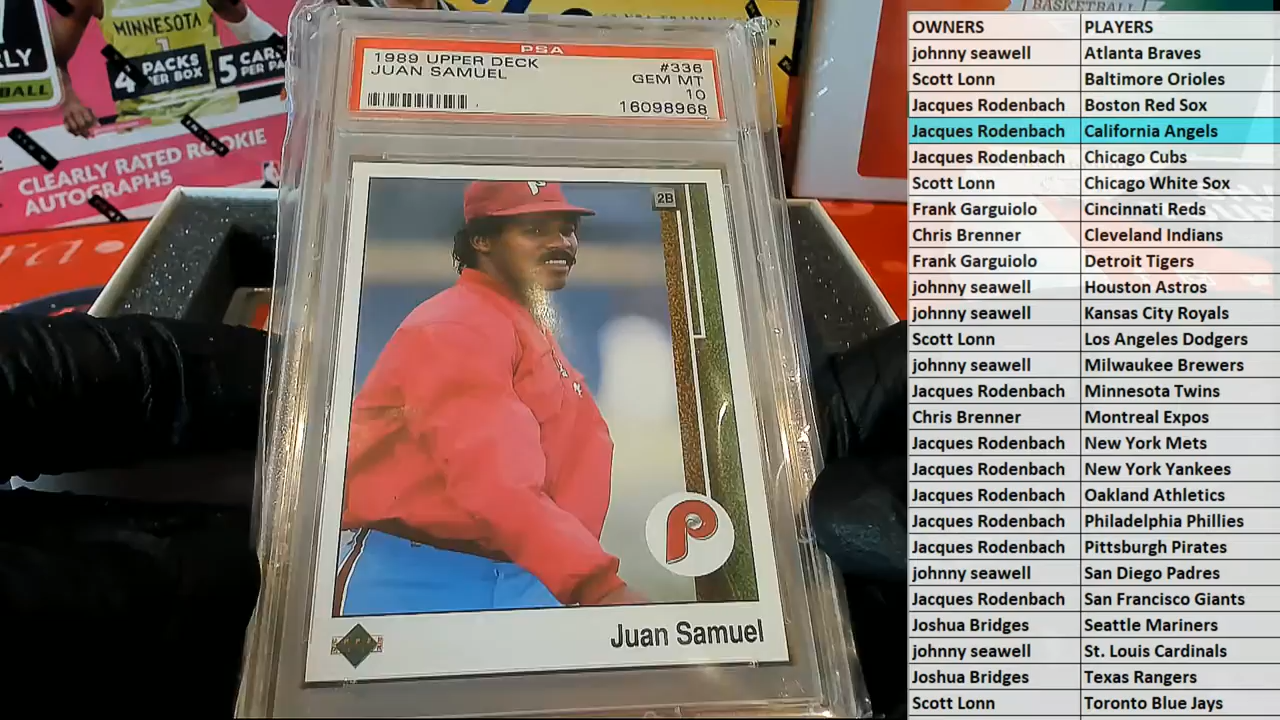 RLY
BALL
MINNESOTA
1
4 PACKS PER BOX
5 CARDS PER PA
CLEARLY RATED ROOKIE
AUTOGRAPHS
PSA
1989 UPPER DECK #336
JUAN SAMUEL GEM MT
10
16098968
P
2B
P
Juan Samuel
BASKETBALL
OWNERS PLAYERS
johnny seawell Atlanta Braves
Scott Lonn Baltimore Orioles
Jacques Rodenbach Boston Red Sox
Jacques Rodenbach California Angels
Jacques Rodenbach Chicago Cubs
Scott Lonn Chicago White Sox
Frank Garguiolo Cincinnati Reds
Chris Brenner Cleveland Indians
Frank Garguiolo Detroit Tigers
johnny seawell Houston Astros
johnny seawell Kansas City Royals
Scott Lonn Los Angeles Dodgers
johnny seawell Milwaukee Brewers
Jacques Rodenbach Minnesota Twins
Chris Brenner Montreal Expos
Jacques Rodenbach New York Mets
Jacques Rodenbach New York Yankees
Jacques Rodenbach Oakland Athletics
Jacques Rodenbach Philadelphia Phillies
Jacques Rodenbach Pittsburgh Pirates
johnny seawell San Diego Padres
Jacques Rodenbach San Francisco Giants
Joshua Bridges Seattle Mariners
johnny seawell St. Louis Cardinals
Joshua Bridges Texas Rangers
Scott Lonn Toronto Blue Jays